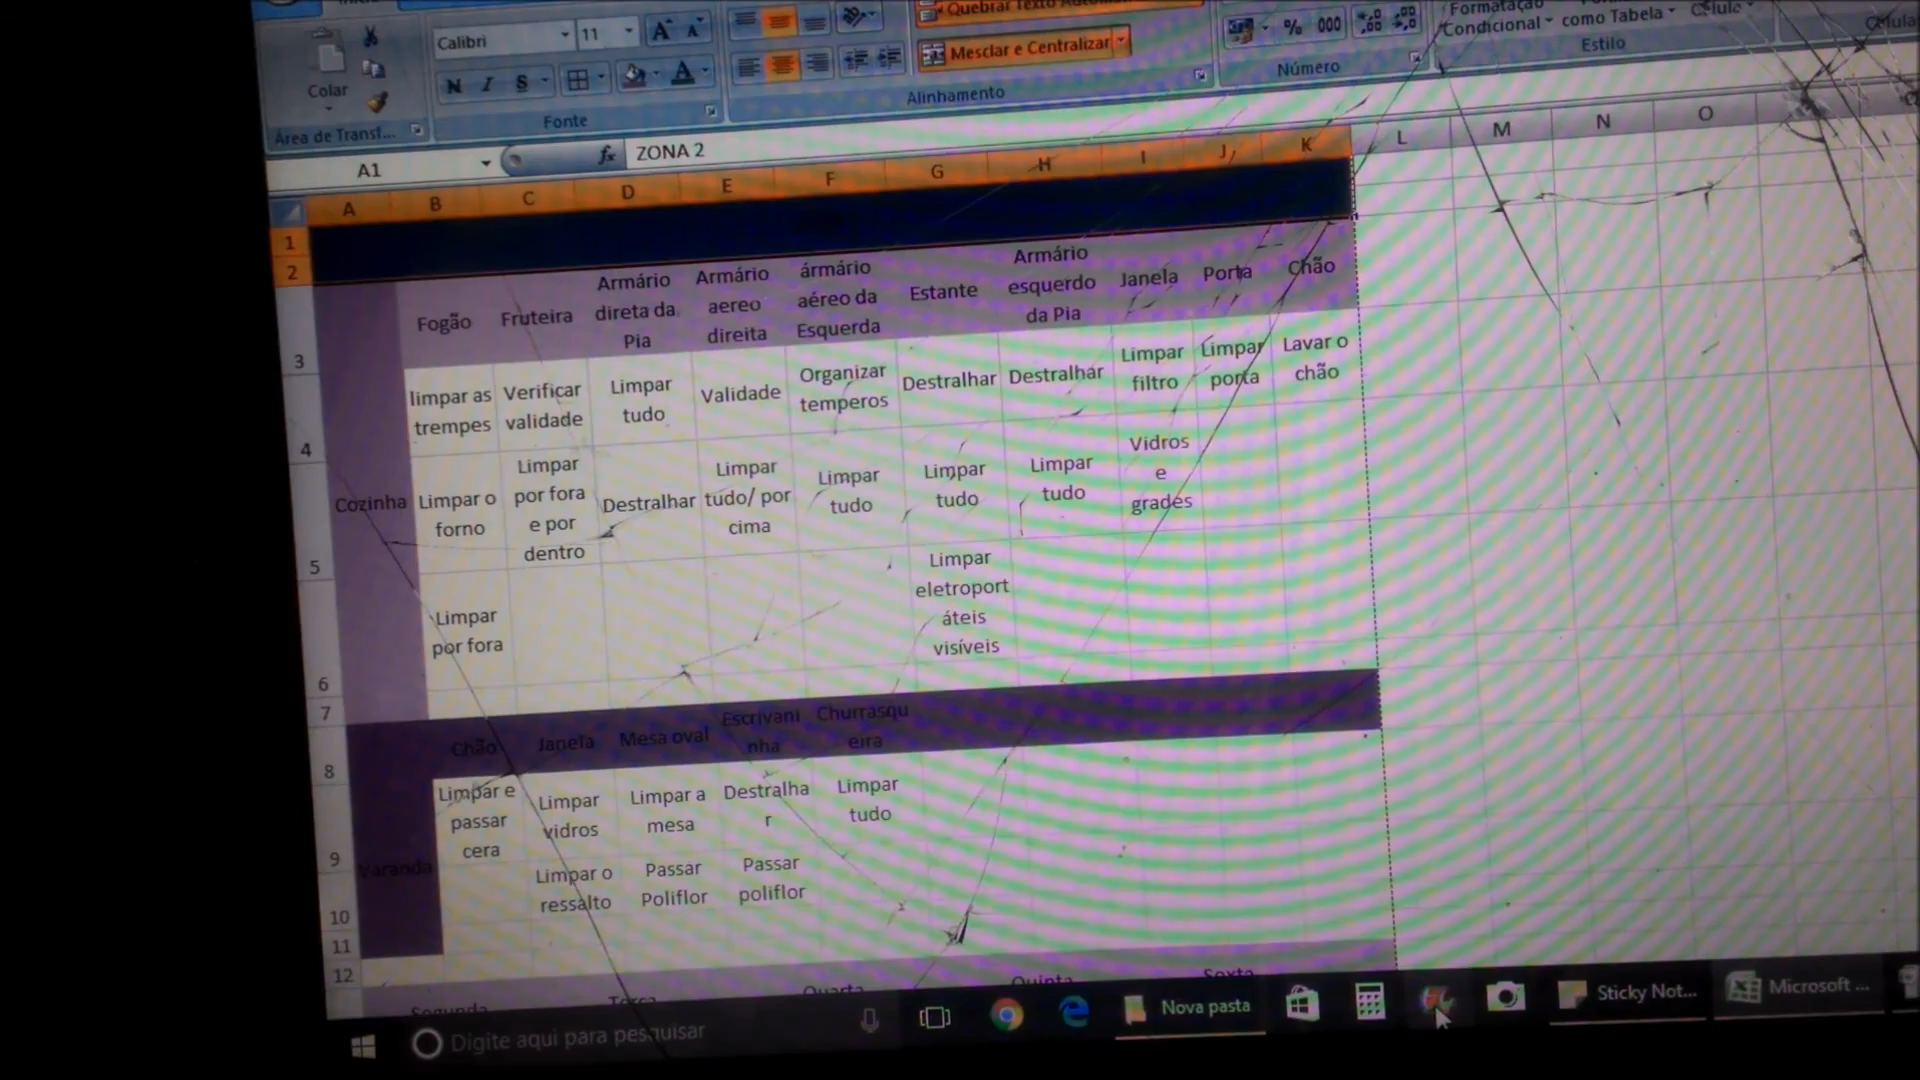 Quebrar Texto
Calibri 11
Formatação
Condicional como Tabela
Mesclar e Centralizar
% 000
Estilo
Colar
N I S
Número
Alinhamento
Fonte
Área de Transf...
A1 fx ZONA 2
A B C D E F G H I J K L M N O
1
2
Fogão Fruteira Armário direta da Pia Armário aereo direita ármário aéreo da Esquerda Estante Armário esquerdo da Pia Janela Porta Chão
3
limpar as trempes Verificar validade Limpar tudo Validade Organizar temperos Destralhar Destralhar Limpar filtro Limpar porta Lavar o chão
4
Cozinha Limpar o forno Limpar por fora e por dentro Destralhar Limpar tudo/ por cima Limpar tudo Limpar tudo Limpar tudo Vidros e grades
5
Limpar por fora Limpar eletroportáteis visíveis
6
7
Chão Janela Mesa oval Escrivaninha Churrasqueira
8
Limpar e passar cera Limpar vidros Limpar a mesa Destralhar Limpar tudo
9
Varanda Limpar o ressalto Passar Poliflor Passar poliflor
10
11
12
Segunda Terça Quarta Quinta Sexta
Digite aqui para pesquisar Nova pasta Sticky Not... Microsoft ...